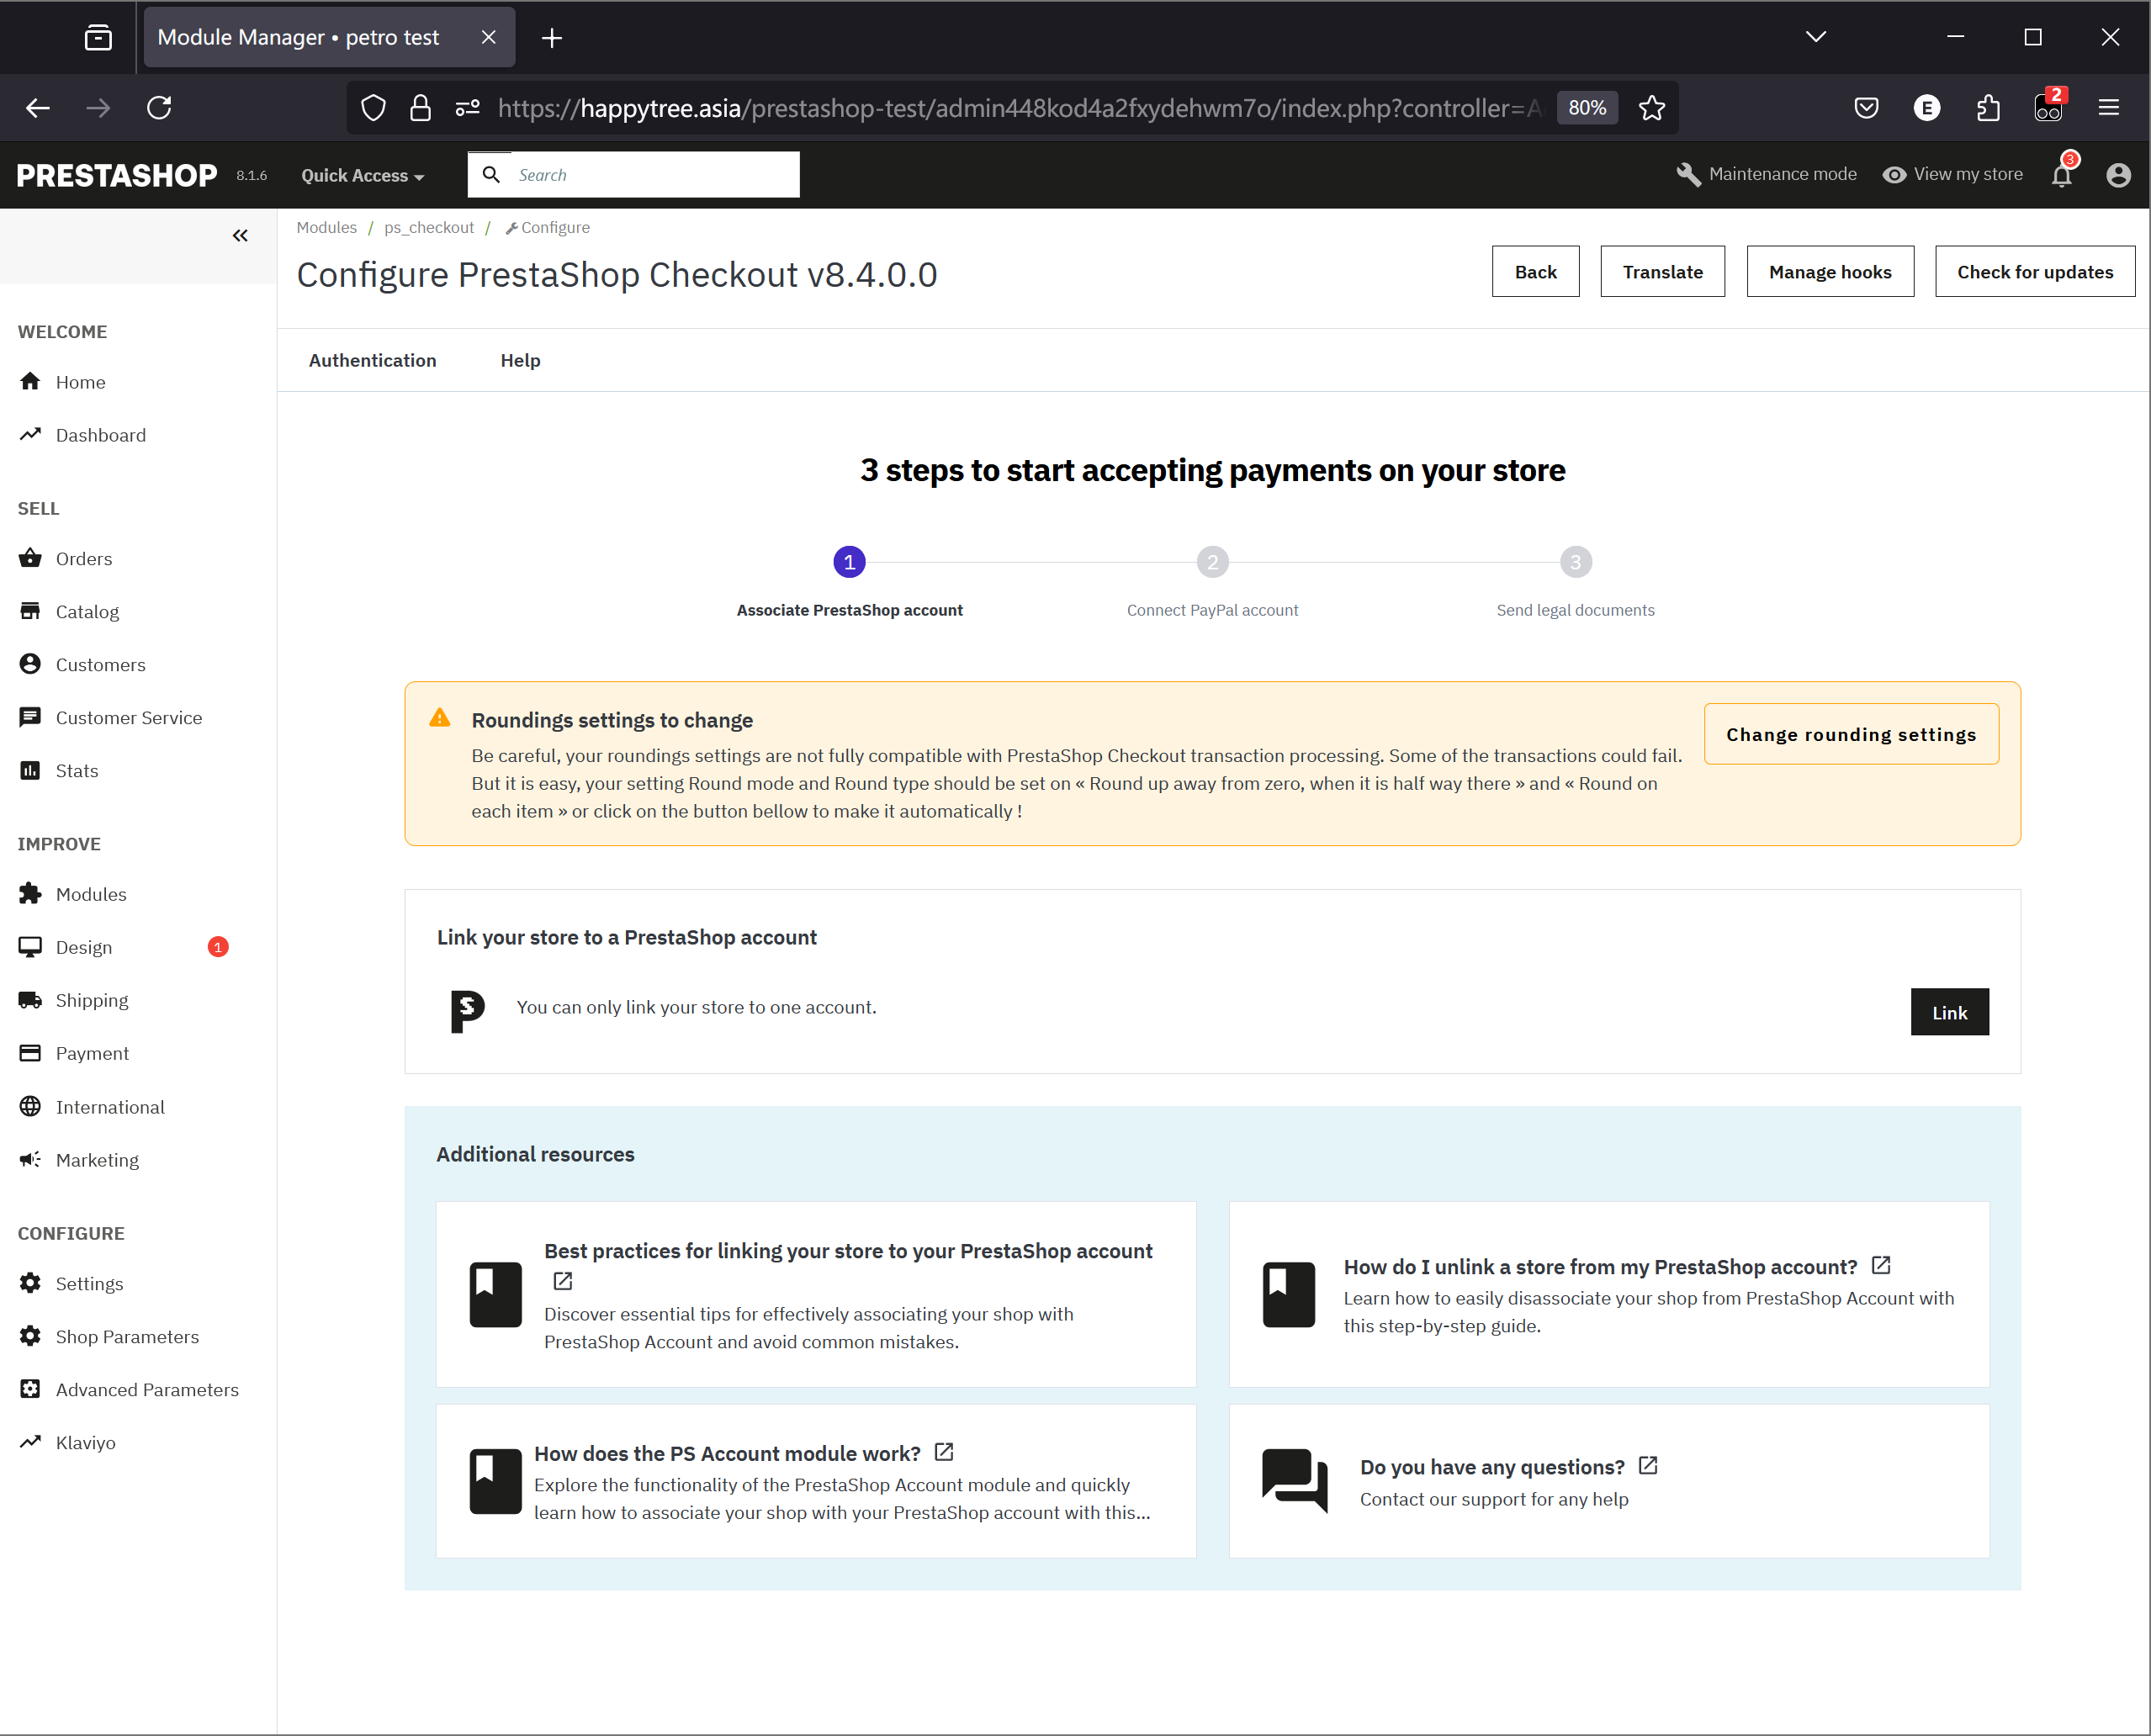 Module Manager • petro test
https://happytree.asia/prestashop-test/admin448kod4a2fxydehwm7o/index.php?controller=A
80%
E
2
PRESTASHOP
8.1.6
Quick Access
Search
Maintenance mode
View my store
3
Modules / ps_checkout / Configure
Configure PrestaShop Checkout v8.4.0.0
Back
Translate
Manage hooks
Check for updates
Authentication
Help
WELCOME
Home
Dashboard
SELL
Orders
Catalog
Customers
Customer Service
Stats
IMPROVE
Modules
Design
1
Shipping
Payment
International
Marketing
CONFIGURE
Settings
Shop Parameters
Advanced Parameters
Klaviyo
3 steps to start accepting payments on your store
1
2
3
Associate PrestaShop account
Connect PayPal account
Send legal documents
Roundings settings to change
Be careful, your roundings settings are not fully compatible with PrestaShop Checkout transaction processing. Some of the transactions could fail.
But it is easy, your setting Round mode and Round type should be set on « Round up away from zero, when it is half way there » and « Round on
each item » or click on the button bellow to make it automatically !
Change rounding settings
Link your store to a PrestaShop account
You can only link your store to one account.
Link
Additional resources
Best practices for linking your store to your PrestaShop account
Discover essential tips for effectively associating your shop with
PrestaShop Account and avoid common mistakes.
How do I unlink a store from my PrestaShop account?
Learn how to easily disassociate your shop from PrestaShop Account with
this step-by-step guide.
How does the PS Account module work?
Explore the functionality of the PrestaShop Account module and quickly
learn how to associate your shop with your PrestaShop account with this...
Do you have any questions?
Contact our support for any help